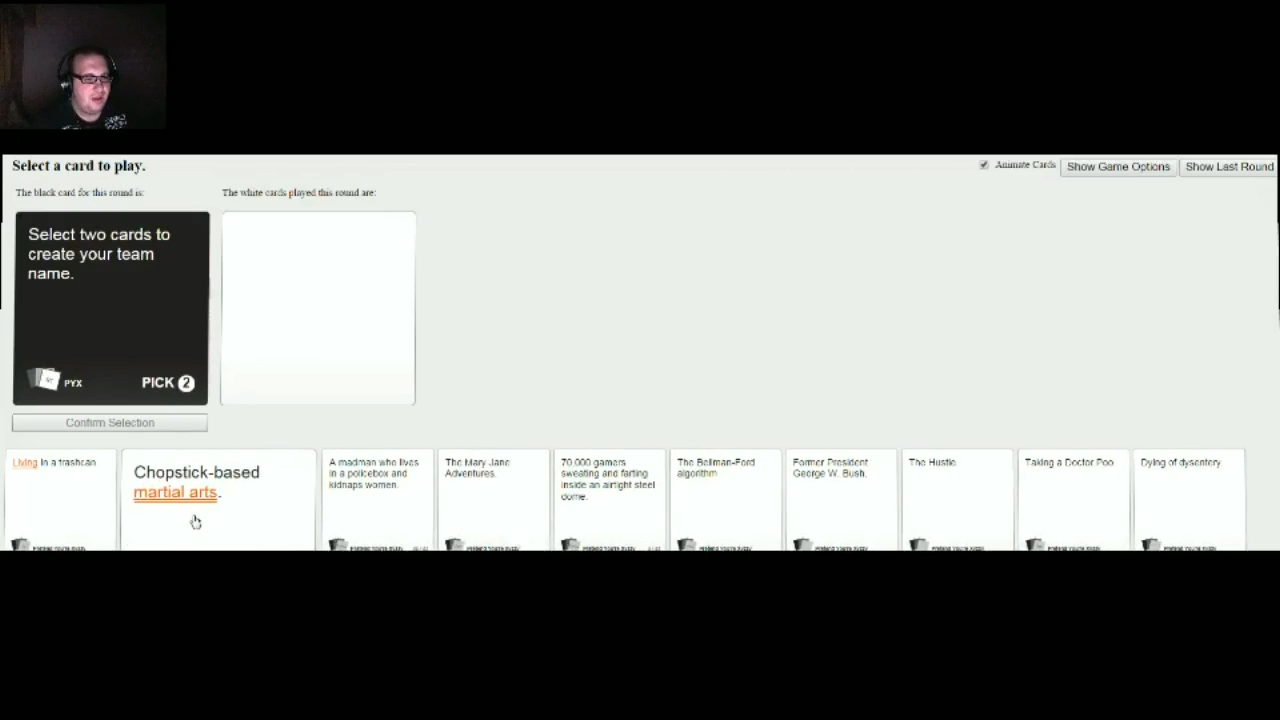 Select a card to play.
Animate Cards
Show Game Options
Show Last Round
The black card for this round is:
The white cards played this round are:
Select two cards to
create your team
name.
PYX
PICK 2
Confirm Selection
Living in a trashcan
Chopstick-based
martial arts.
A madman who lives
in a policebox and
kidnaps women.
The Mary Jane
Adventures.
70,000 gamers
sweating and farting
inside an airtight steel
dome.
The Bellman-Ford
algorithm
Former President
George W. Bush.
The Hustle
Taking a Doctor Poo
Dying of dysentery